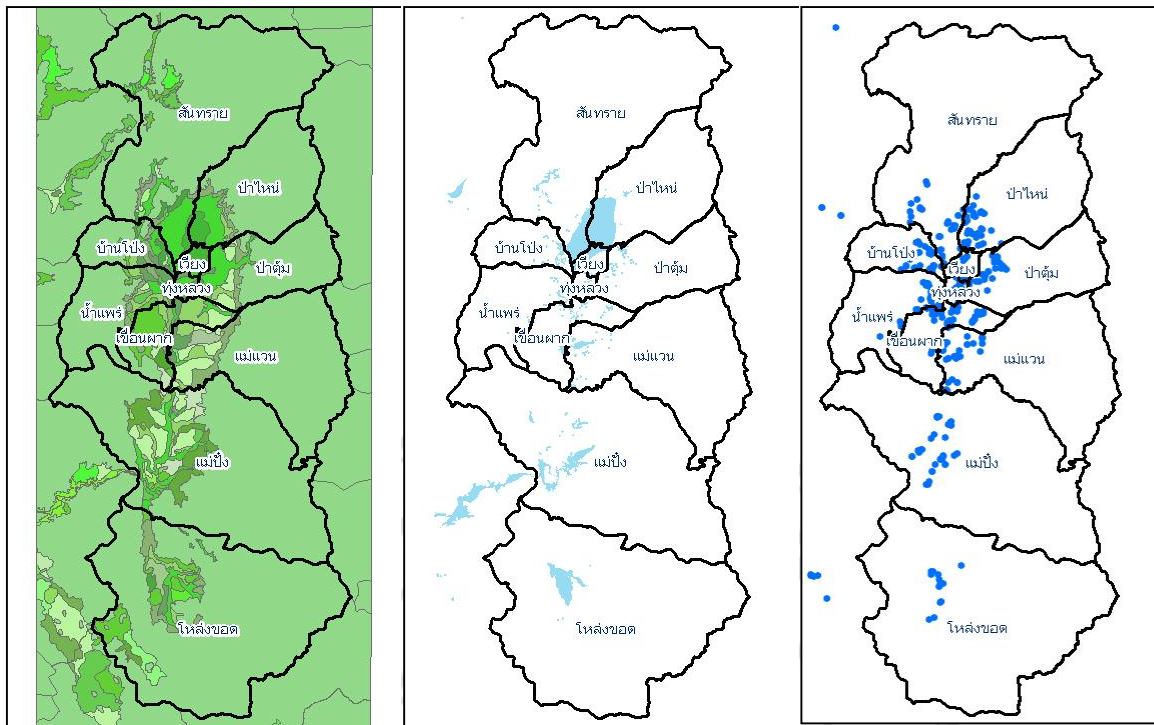 สันทราย
ป่าไหน่
บ้านโป่ง
เวียง
ป่าตุ้ม
ทุ่งหลวง
น้ำแพร่
เขื่อนผาก
แม่แวน
แม่ปั๋ง
โหล่งขอด
สันทราย
ป่าไหน่
บ้านโป่ง
เวียง
ป่าตุ้ม
ทุ่งหลวง
น้ำแพร่
เขื่อนผาก
แม่แวน
แม่ปั๋ง
โหล่งขอด
สันทราย
ป่าไหน่
บ้านโป่ง
เวียง
ป่าตุ้ม
ทุ่งหลวง
น้ำแพร่
เขื่อนผาก
แม่แวน
แม่ปั๋ง
โหล่งขอด